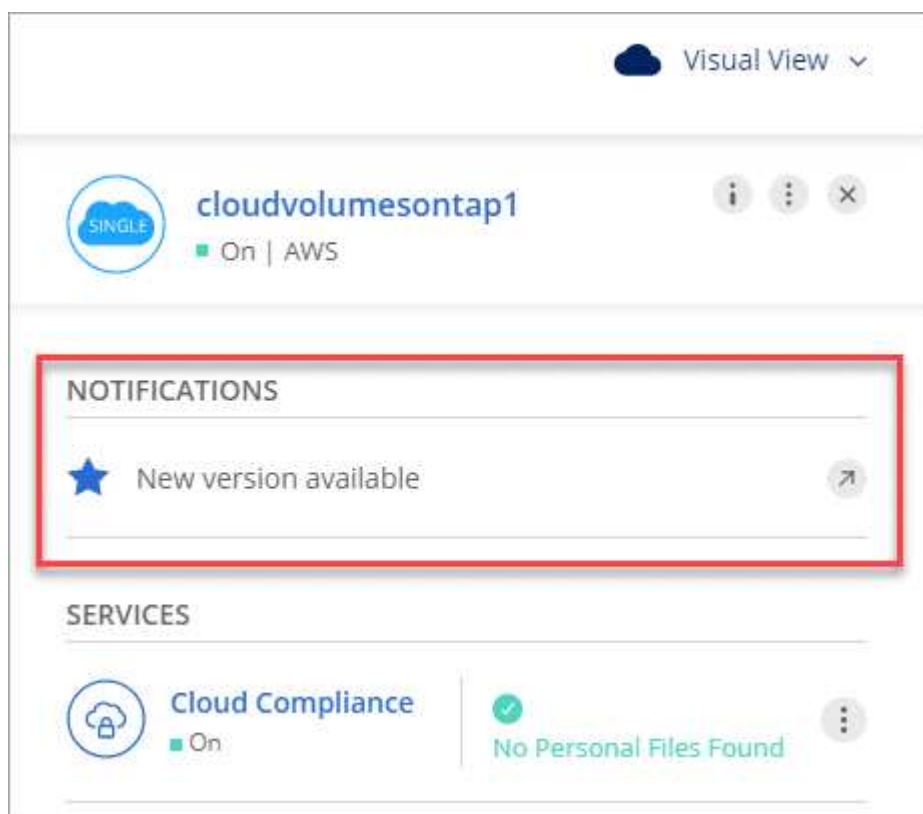 Visual View
SINGLE
cloudvolumesontap1
On | AWS
NOTIFICATIONS
New version available
SERVICES
Cloud Compliance
On
No Personal Files Found